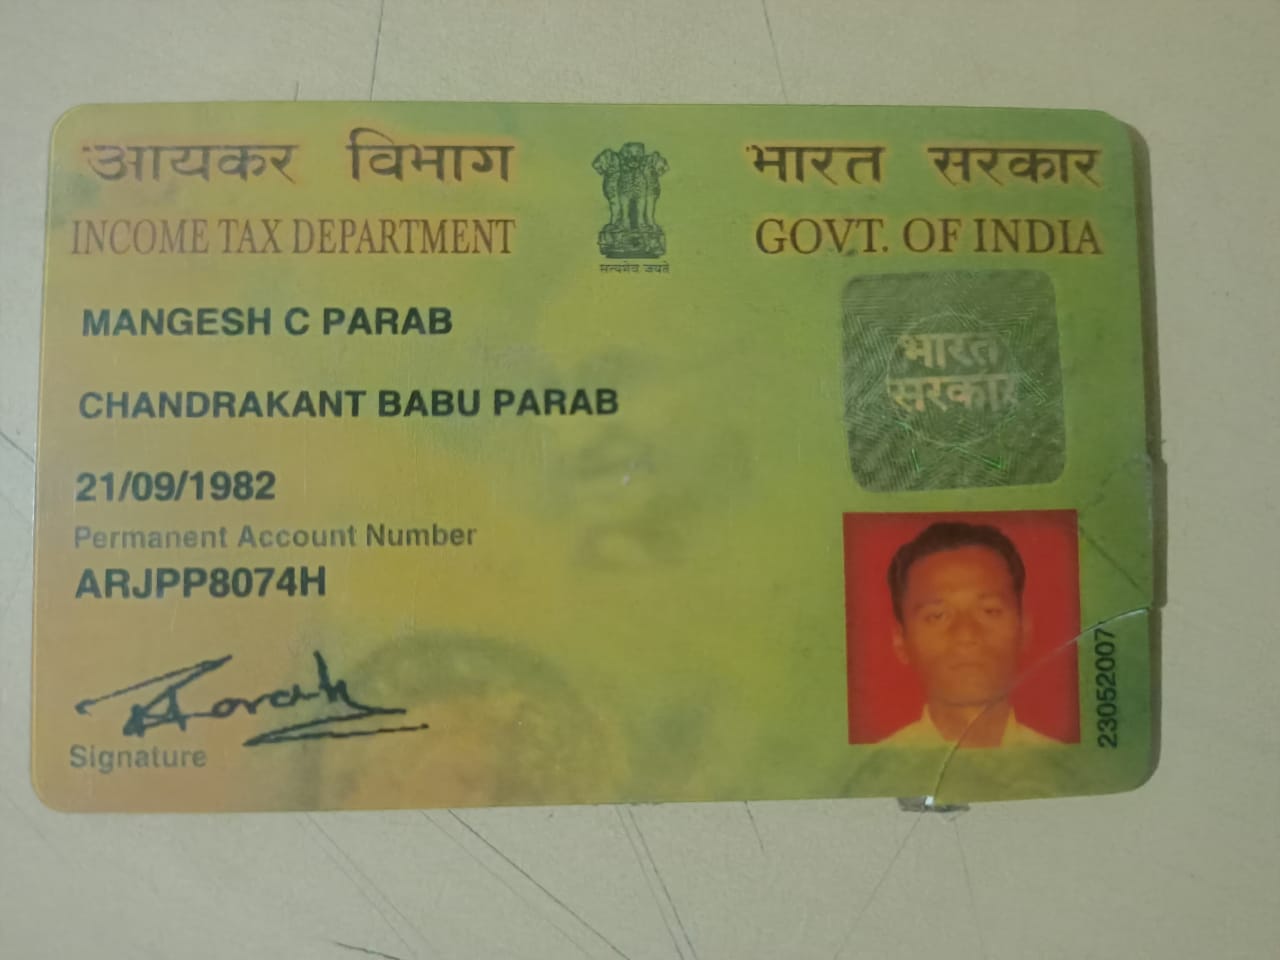 आयकर विभाग
INCOME TAX DEPARTMENT
सत्यमेव जयते
भारत सरकार
GOVT. OF INDIA
MANGESH C PARAB
CHANDRAKANT BABU PARAB
21/09/1982
Permanent Account Number
ARJPP8074H
Signature
भारत
सरकार
23052007